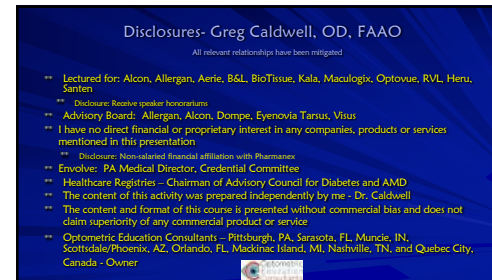 Disclosures- Greg Caldwell, OD, FAAO
All relevant relationships have been mitigated
Lectured for: Alcon, Allergan, Aerie, B&L, BioTissue, Kala, Maculogix, Optovue, RVL, Heru,
Santen
Disclosure: Receive speaker honorariums
Advisory Board: Allergan, Alcon, Dompe, Eyenovia Tarsus, Visus
I have no direct financial or proprietary interest in any companies, products or services
mentioned in this presentation
Disclosure: Non-salaried financial affiliation with Pharmanex
Envolve: PA Medical Director, Credential Committee
Healthcare Registries – Chairman of Advisory Council for Diabetes and AMD
The content of this activity was prepared independently by me - Dr. Caldwell
The content and format of this course is presented without commercial bias and does not
claim superiority of any commercial product or service
Optometric Education Consultants – Pittsburgh, PA, Sarasota, FL, Muncie, IN,
Scottsdale/Phoenix, AZ, Orlando, FL, Mackinac Island, MI, Nashville, TN, and Quebec City,
Canada - Owner
Optometric
Education
Consultants